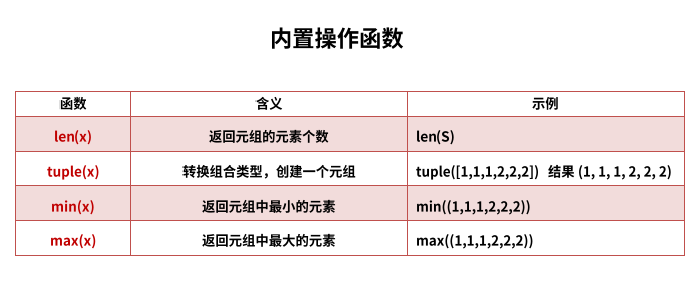 内置操作函数
函数 含义 示例
len(x) 返回元组的元素个数 len(S)
tuple(x) 转换组合类型，创建一个元组 tuple([1,1,1,2,2,2]) 结果 (1, 1, 1, 2, 2, 2)
min(x) 返回元组中最小的元素 min((1,1,1,2,2,2))
max(x) 返回元组中最大的元素 max((1,1,1,2,2,2))